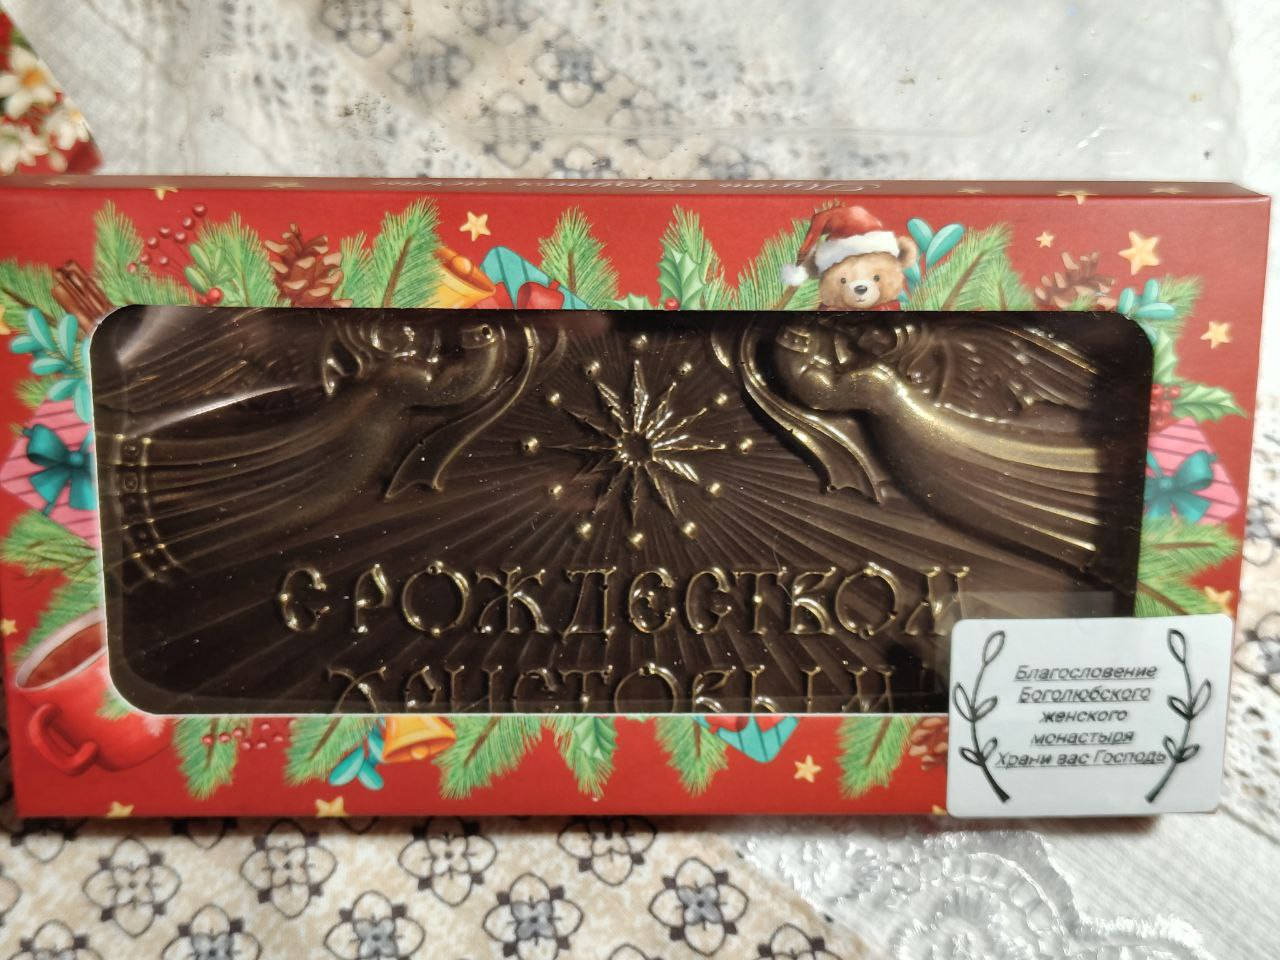 С РОЖДЕСТВОМ
ХРИСТОВЫМ
Благословение
Боголюбского
женского
монастыря
Храни вас Господь